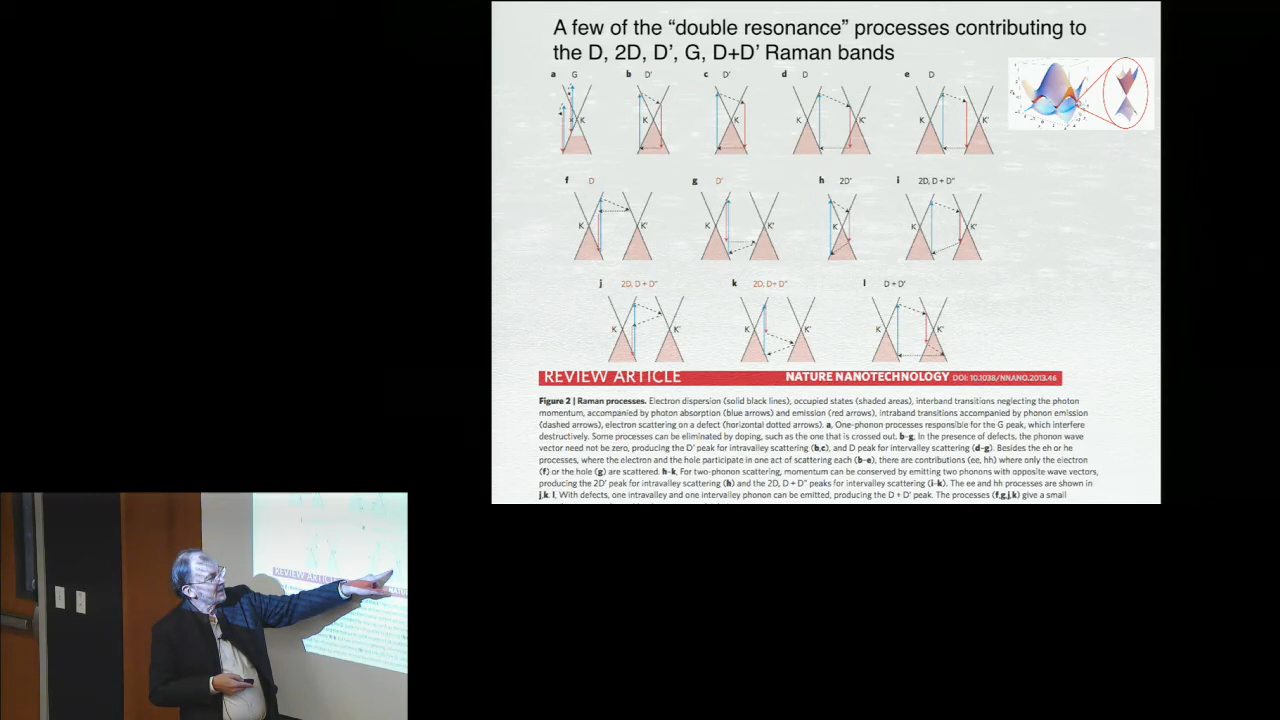 A few of the “double resonance” processes contributing to
the D, 2D, D’, G, D+D’ Raman bands
a G b D’ c D’ d D e D
K K K K K’ K K’
f D g D’ h 2D’ i 2D, D + D”
K K’ K K’ K K K’
j 2D, D + D” k 2D, D + D” l D + D’
K K’ K K’ K K’
REVIEW ARTICLE NATURE NANOTECHNOLOGY DOI: 10.1038/NNANO.2013.46
Figure 2 | Raman processes. Electron dispersion (solid black lines), occupied states (shaded areas), interband transitions neglecting the photon
momentum, accompanied by photon absorption (blue arrows) and emission (red arrows), intraband transitions accompanied by phonon emission
(dashed arrows), electron scattering on a defect (horizontal dotted arrows). a, One-phonon processes responsible for the G peak, which interfere
destructively. Some processes can be eliminated by doping, such as the one that is crossed out. b–g, In the presence of defects, the phonon wave
vector need not be zero, producing the D’ peak for intravalley scattering (b,c), and D peak for intervalley scattering (d–g). Besides the eh or he
processes, where the electron and the hole participate in one act of scattering each (b–e), there are contributions (ee, hh) where only the electron
(f) or the hole (g) are scattered. h–k, For two-phonon scattering, momentum can be conserved by emitting two phonons with opposite wave vectors,
producing the 2D’ peak for intravalley scattering (h) and the 2D, D + D” peaks for intervalley scattering (i–k). The ee and hh processes are shown in
j,k. l, With defects, one intravalley and one intervalley phonon can be emitted, producing the D + D’ peak. The processes (f,g,j,k) give a small
REVIEW ARTICLE